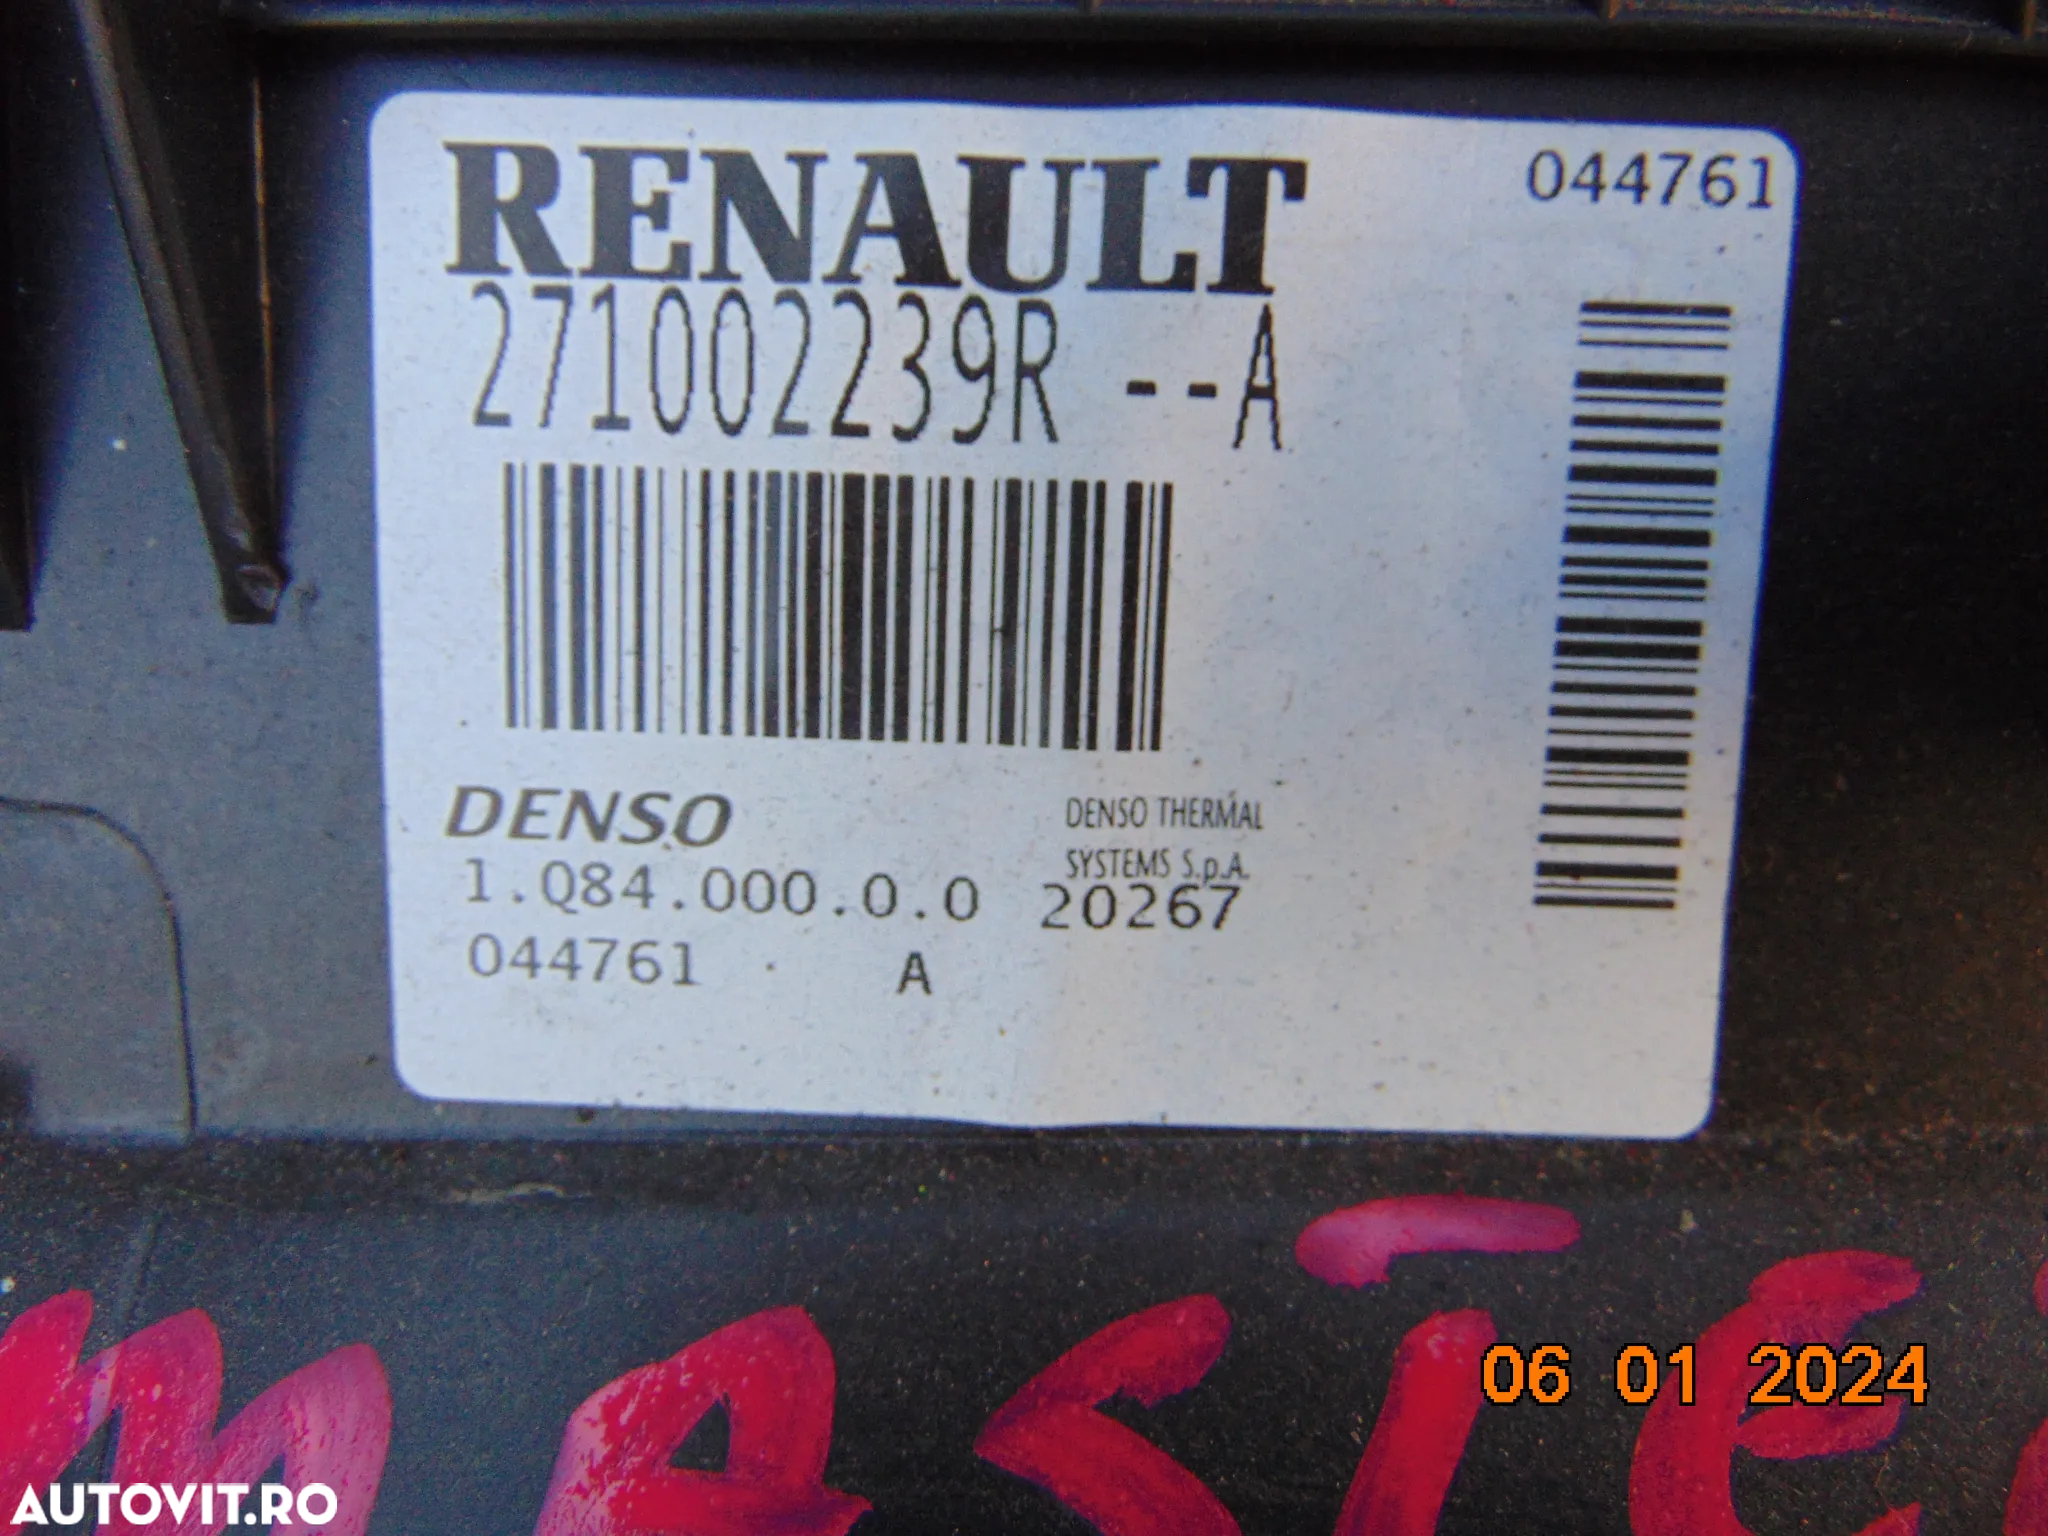 RENAULT
044761
271002239R --A
DENSO
DENSO THERMAL
SYSTEMS S.p.A.
1.Q84.000.0.0 20267
044761 A
MASTER
06 01 2024
AUTOVIT.RO